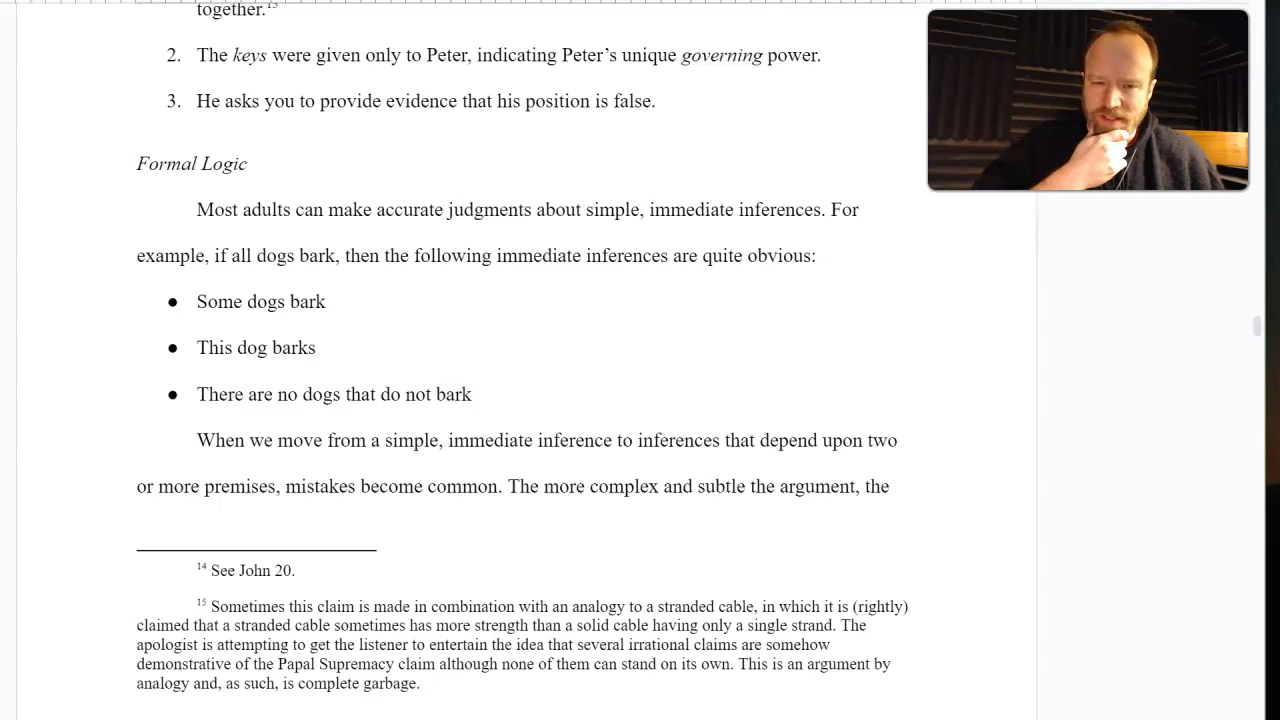 together.15
2. The keys were given only to Peter, indicating Peter’s unique governing power.
3. He asks you to provide evidence that his position is false.
Formal Logic
Most adults can make accurate judgments about simple, immediate inferences. For
example, if all dogs bark, then the following immediate inferences are quite obvious:
● Some dogs bark
● This dog barks
● There are no dogs that do not bark
When we move from a simple, immediate inference to inferences that depend upon two
or more premises, mistakes become common. The more complex and subtle the argument, the
14 See John 20.
15 Sometimes this claim is made in combination with an analogy to a stranded cable, in which it is (rightly)
claimed that a stranded cable sometimes has more strength than a solid cable having only a single strand. The
apologist is attempting to get the listener to entertain the idea that several irrational claims are somehow
demonstrative of the Papal Supremacy claim although none of them can stand on its own. This is an argument by
analogy and, as such, is complete garbage.